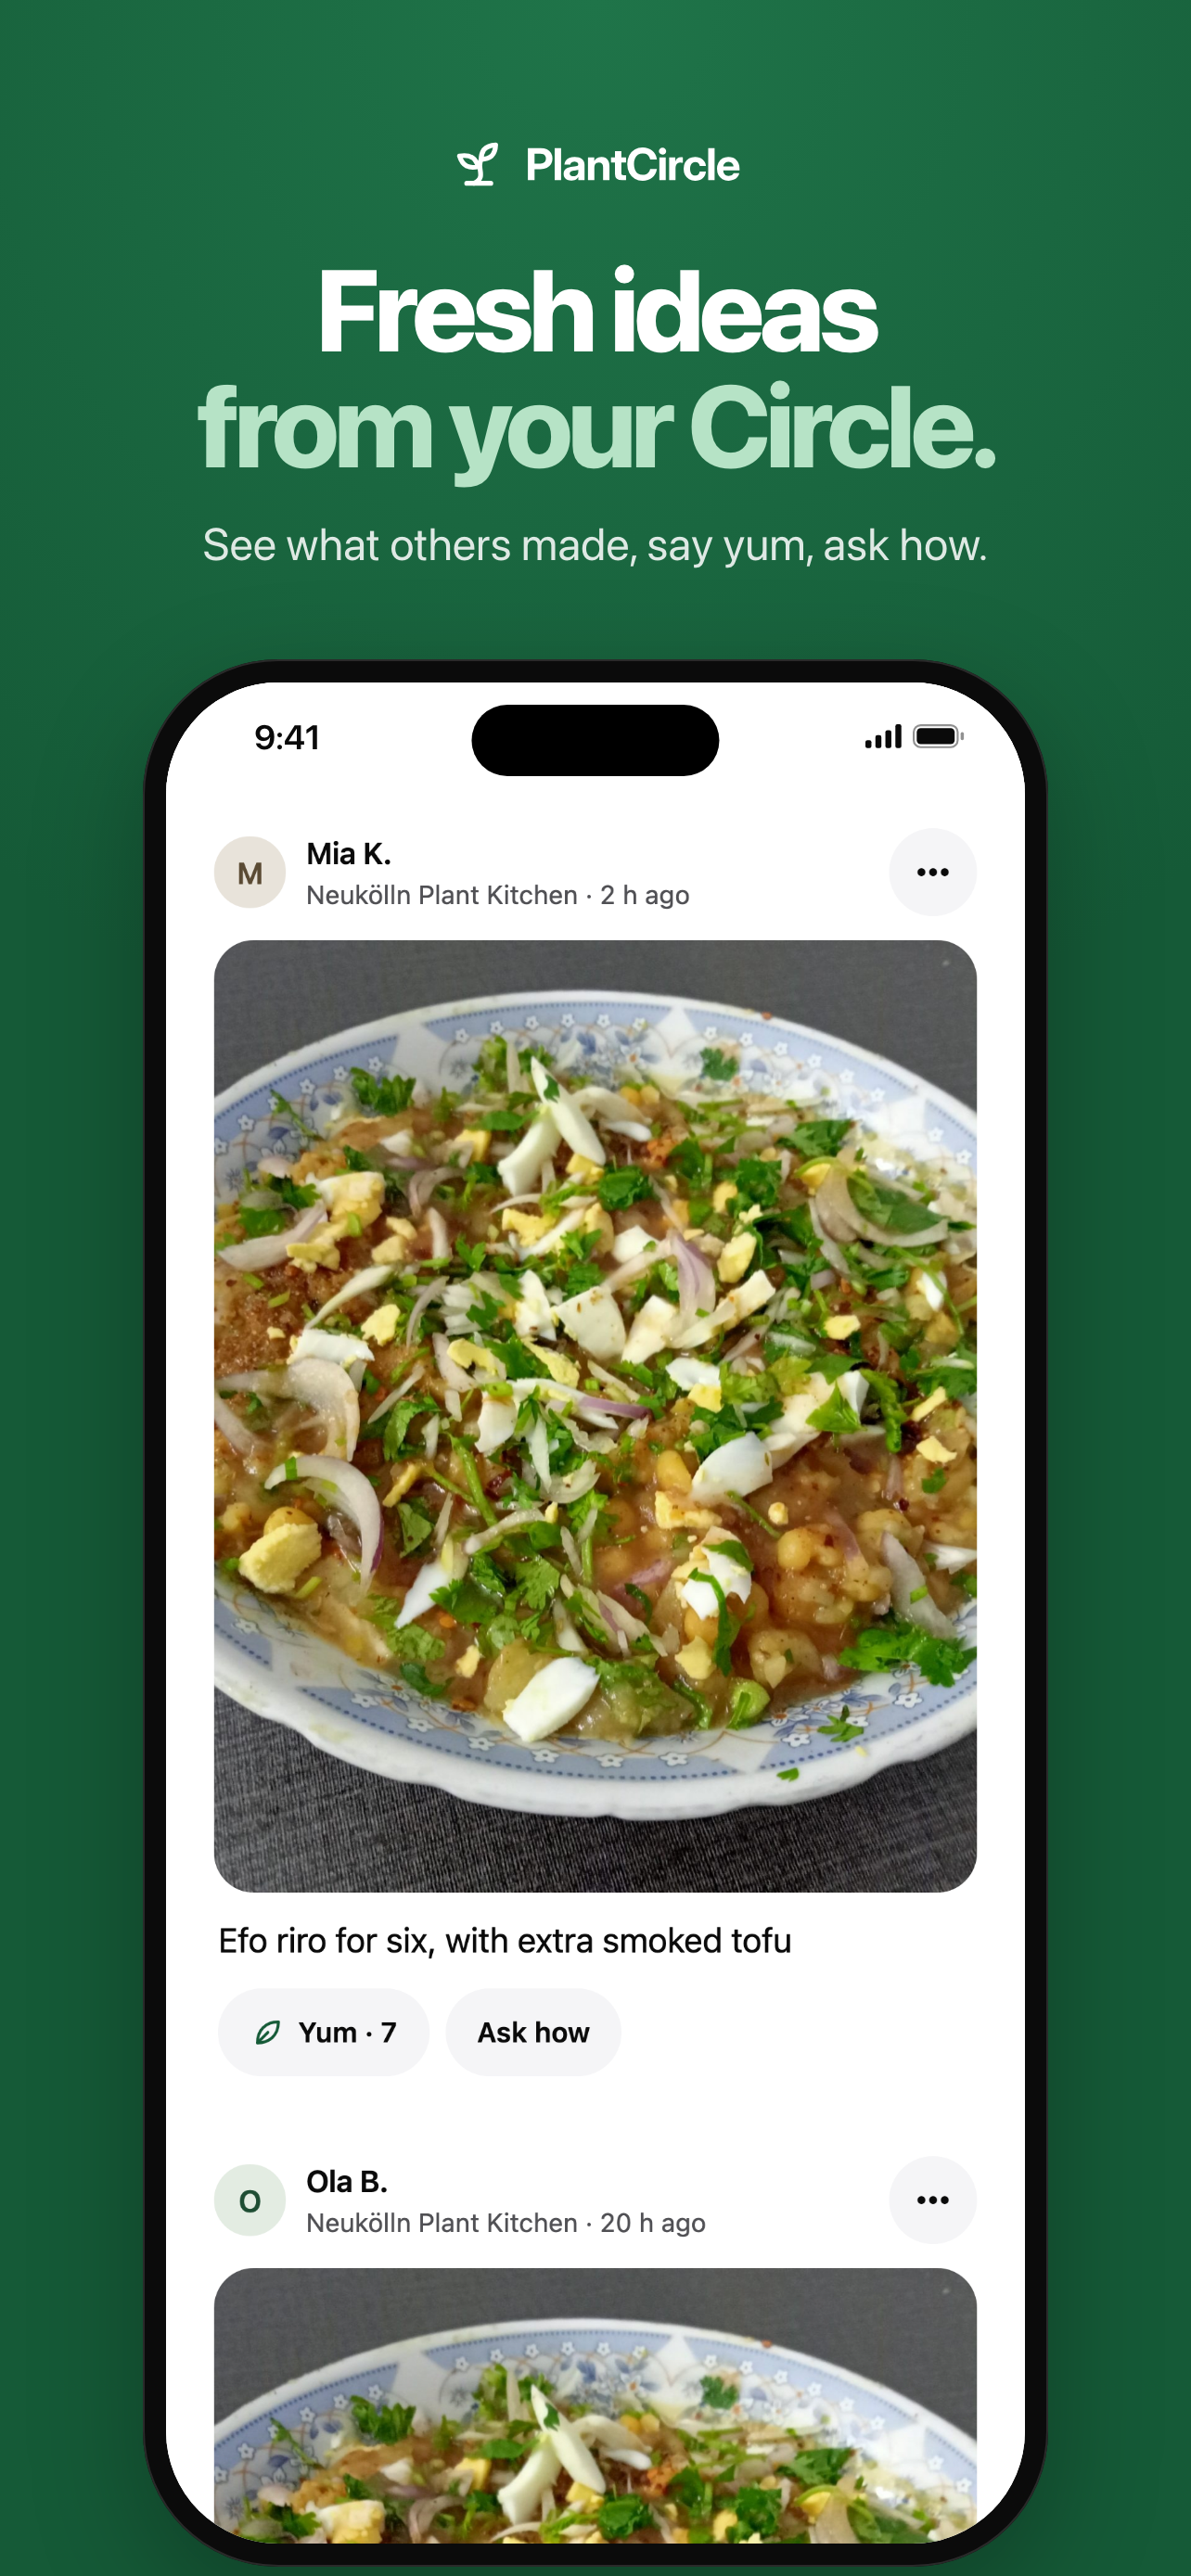 PlantCircle
Fresh ideas
from your Circle.
See what others made, say yum, ask how.
9:41
M
Mia K.
Neukölln Plant Kitchen · 2 h ago
Efo riro for six, with extra smoked tofu
Yum · 7
Ask how
O
Ola B.
Neukölln Plant Kitchen · 20 h ago